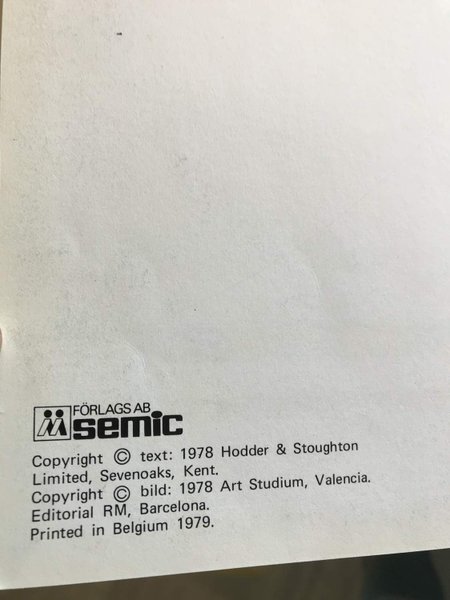 FÖRLAGS AB
semic
Copyright © text: 1978 Hodder & Stoughton
Limited, Sevenoaks, Kent.
Copyright © bild: 1978 Art Studium, Valencia.
Editorial RM, Barcelona.
Printed in Belgium 1979.